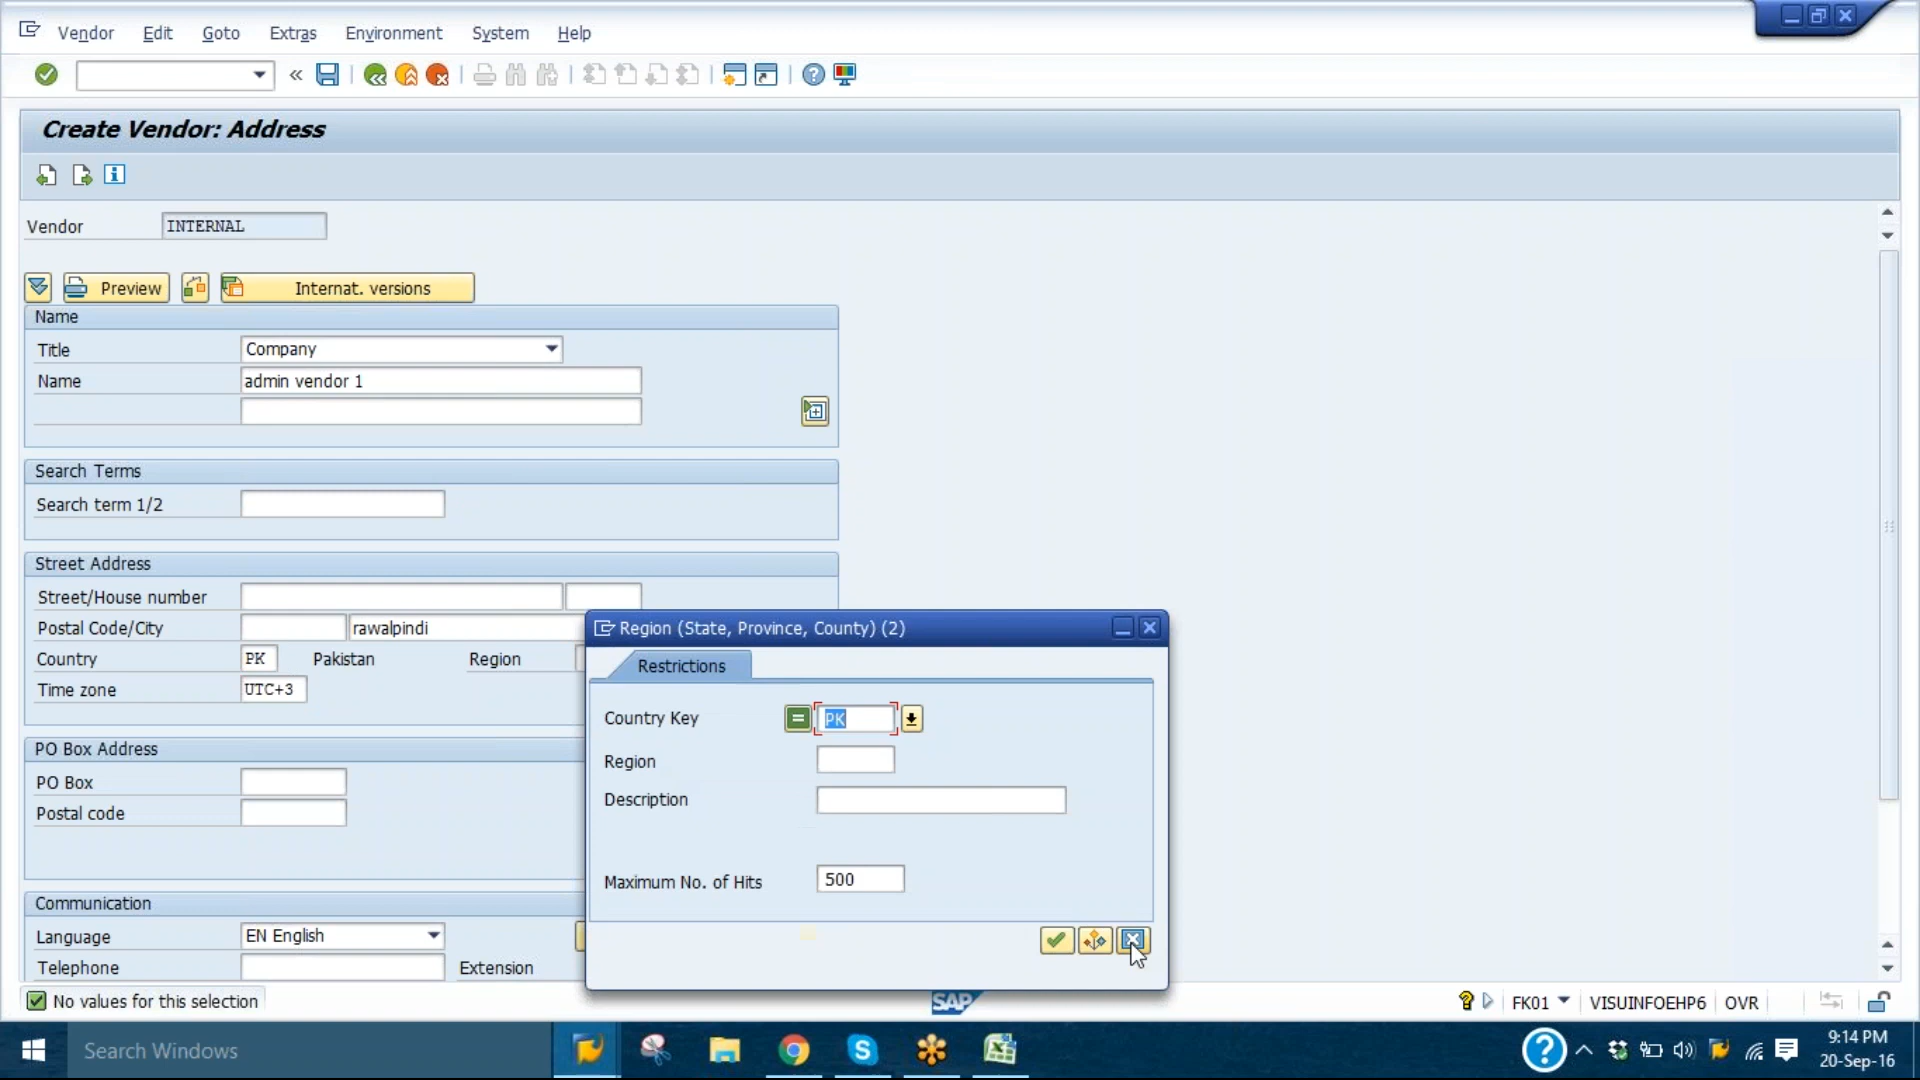 Vendor Edit Goto Extras Environment System Help
Create Vendor: Address
Vendor INTERNAL
Preview Internat. versions
Name
Title Company
Name admin vendor 1
Search Terms
Search term 1/2
Street Address
Street/House number
Postal Code/City rawalpindi
Country PK Pakistan Region
Time zone UTC+3
PO Box Address
PO Box
Postal code
Communication
Language EN English
Telephone Extension
Region (State, Province, County) (2)
Restrictions
Country Key PK
Region
Description
Maximum No. of Hits 500
No values for this selection
SAP
FK01 VISUINFOEHP6 OVR
Search Windows
9:14 PM
20-Sep-16